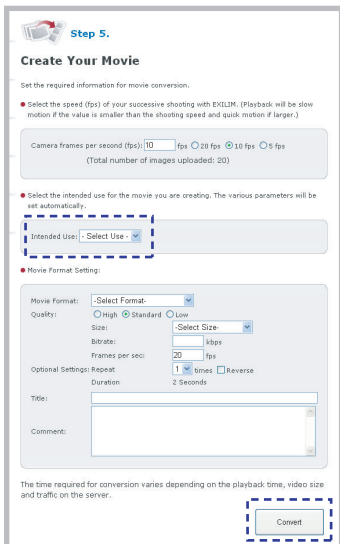 Step 5.
Create Your Movie
Set the required information for movie conversion.
Select the speed (fps) of your successive shooting with EXILIM. (Playback will be slow
motion if the value is smaller than the shooting speed and quick motion if larger.)
Camera frames per second (fps): 10 fps 20 fps 10 fps 5 fps
(Total number of images uploaded: 20)
Select the intended use for the movie you are creating. The various parameters will be
set automatically.
Intended Use: - Select Use -
Movie Format Setting:
Movie Format: -Select Format-
Quality: High Standard Low
Size: -Select Size-
Bitrate: kbps
Frames per sec: 20 fps
Optional Settings: Repeat 1 times Reverse
Duration 2 Seconds
Title:
Comment:
The time required for conversion varies depending on the playback time, video size
and traffic on the server.
Convert